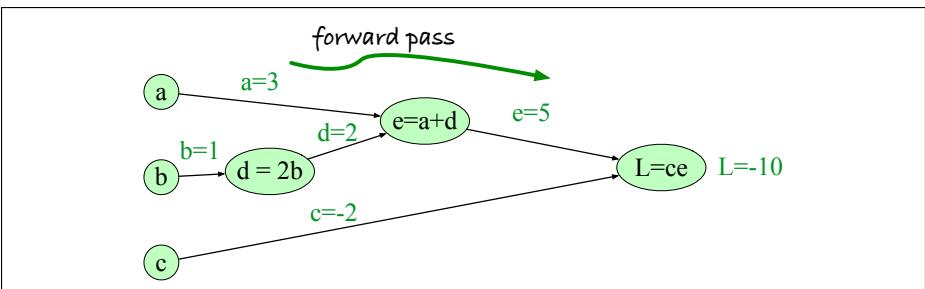 forward pass
a
a=3
e=a+d
e=5
d=2
b=1
b
d = 2b
L=ce
L=-10
c=-2
c